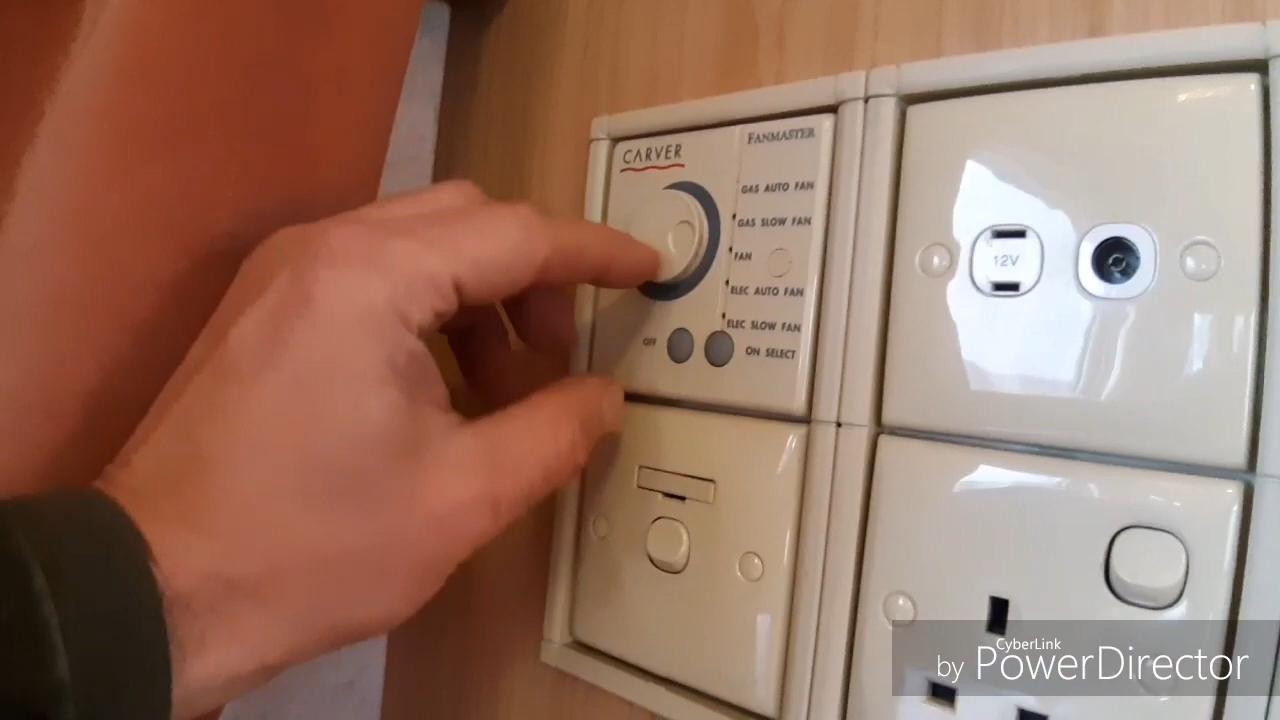 CARVER
FANMASTER
GAS AUTO FAN
GAS SLOW FAN
FAN
ELEC AUTO FAN
ELEC SLOW FAN
OFF
ON SELECT
12V
CyberLink
by PowerDirector